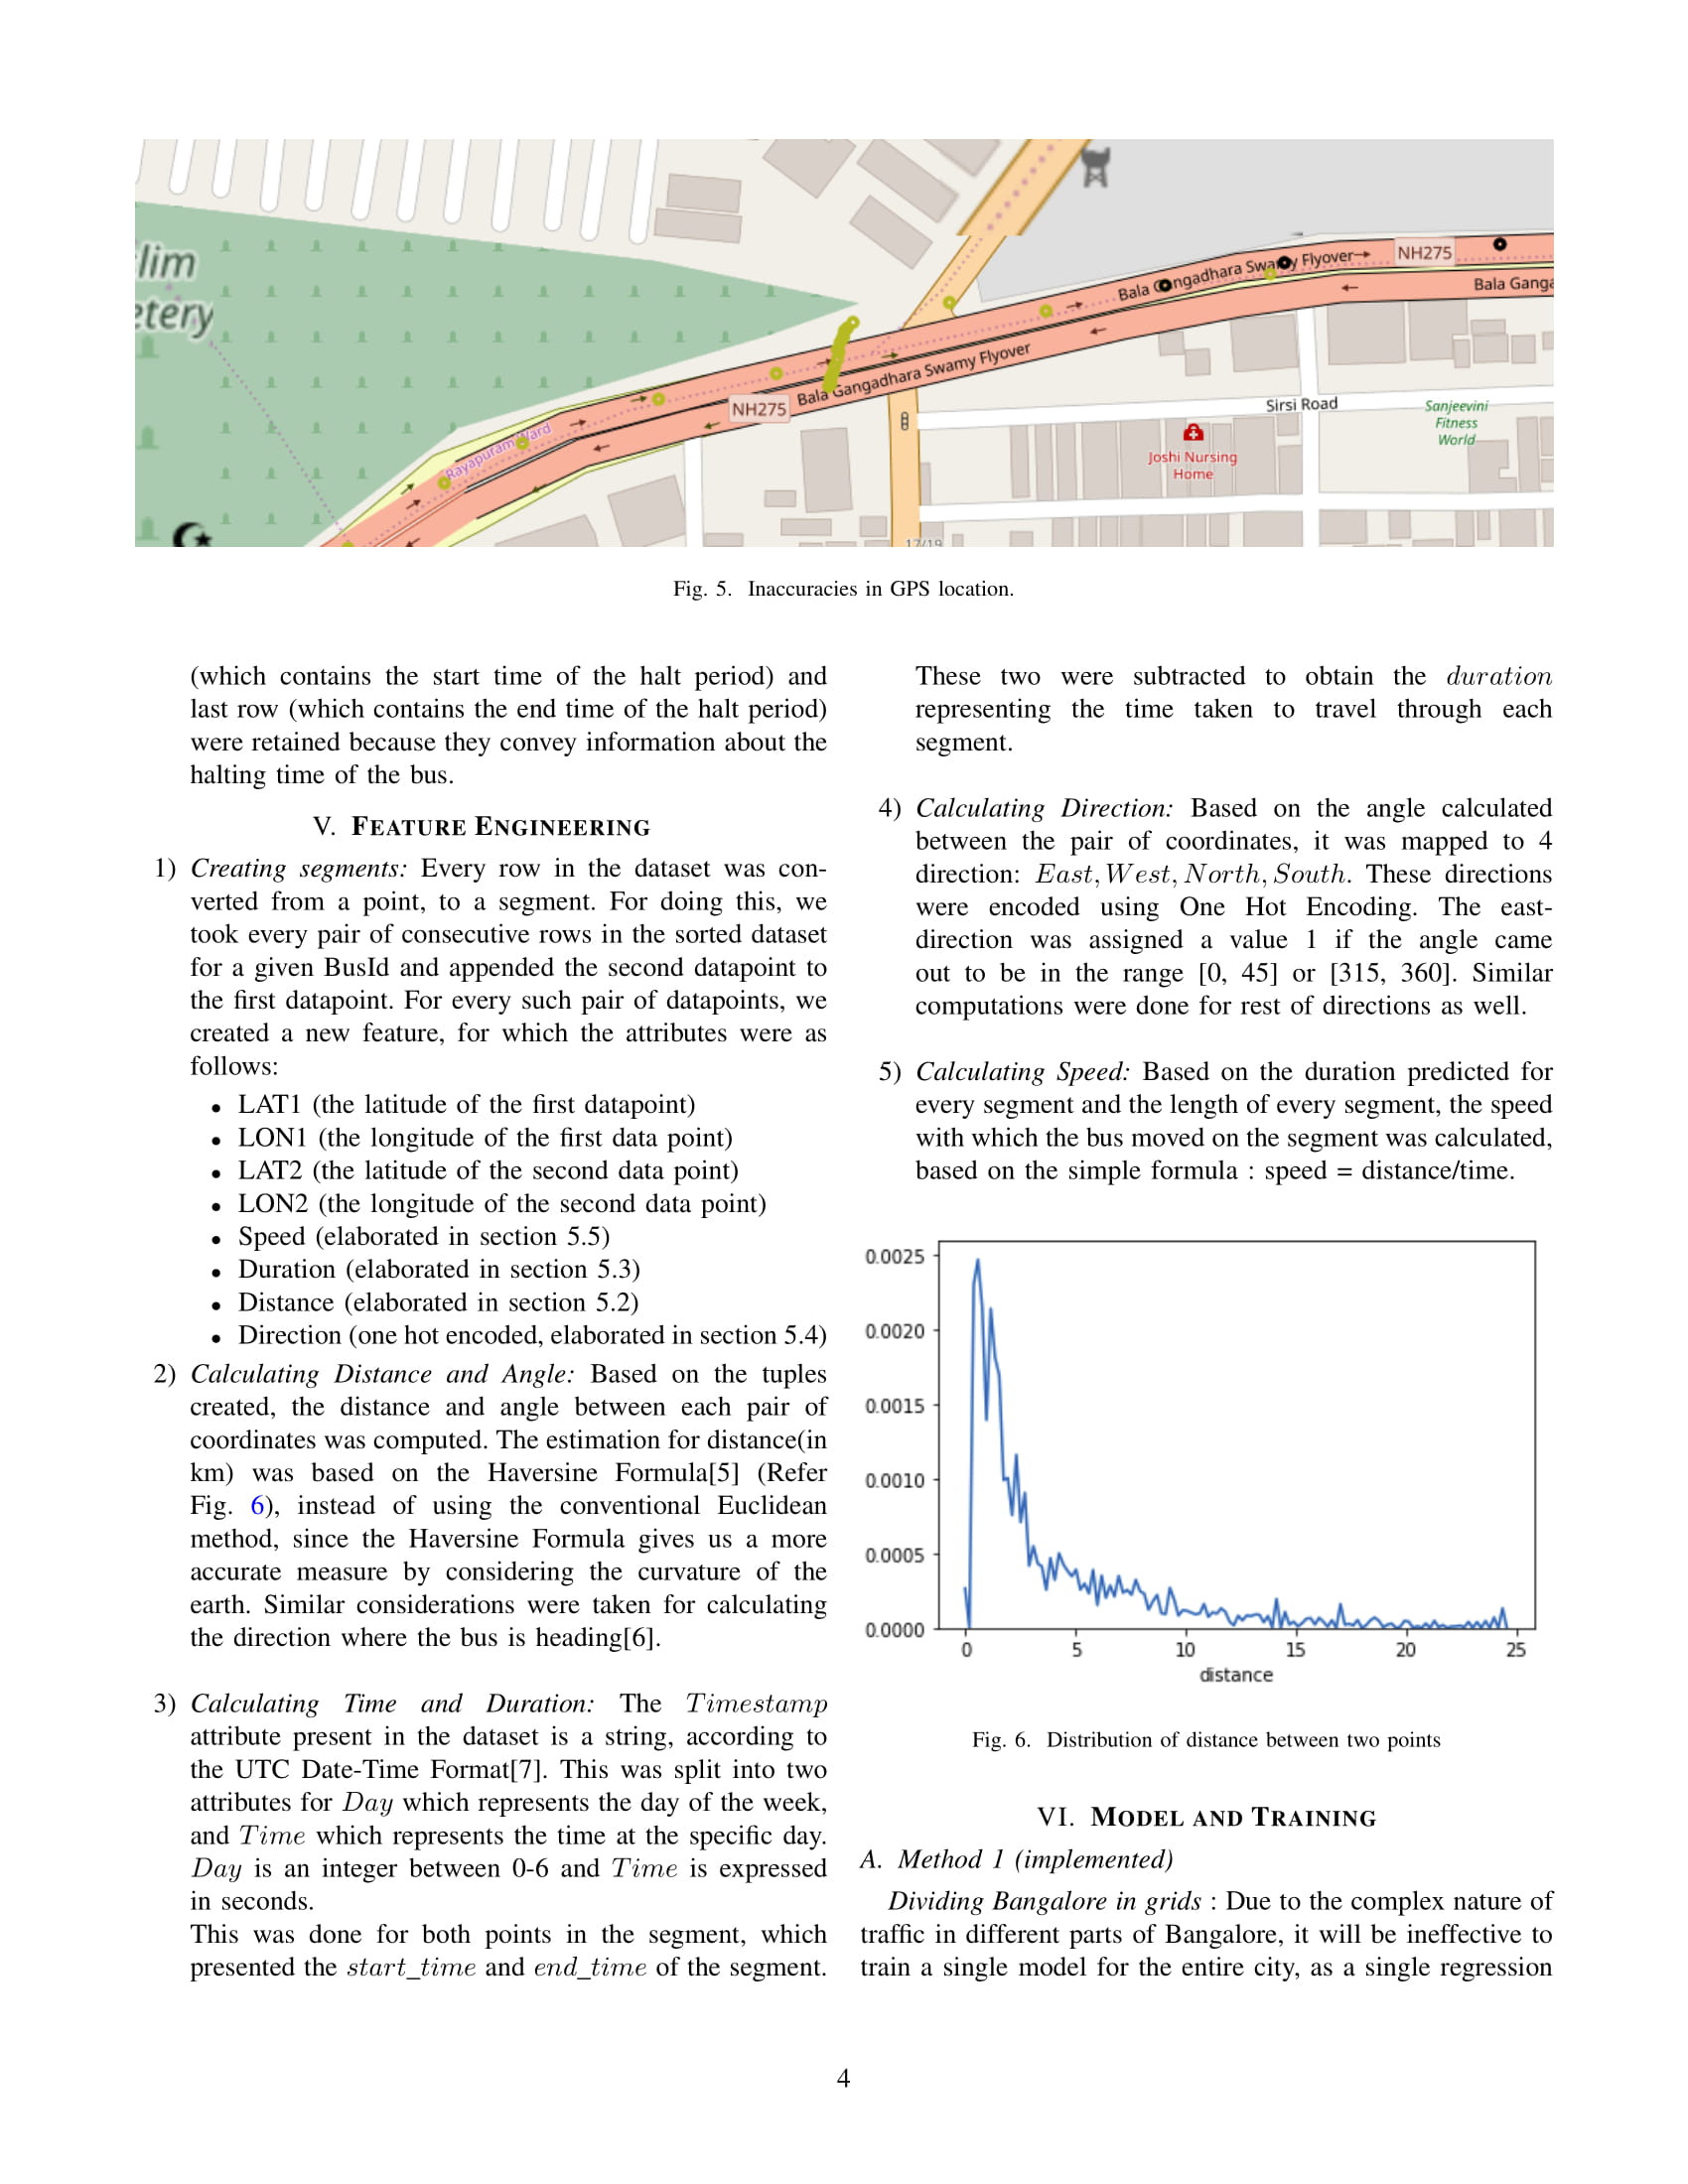 lim
etery
Bala Gangadhara Swamy Flyover
NH275
Bala Ganga
NH275
Bala Gangadhara Swamy Flyover
Rayapuram Ward
Sirsi Road
Sanjeevini
Fitness
World
Joshi Nursing
Home
17/19
Fig. 5. Inaccuracies in GPS location.
(which contains the start time of the halt period) and
last row (which contains the end time of the halt period)
were retained because they convey information about the
halting time of the bus.
V. FEATURE ENGINEERING
1) Creating segments: Every row in the dataset was con-
verted from a point, to a segment. For doing this, we
took every pair of consecutive rows in the sorted dataset
for a given BusId and appended the second datapoint to
the first datapoint. For every such pair of datapoints, we
created a new feature, for which the attributes were as
follows:
• LAT1 (the latitude of the first datapoint)
• LON1 (the longitude of the first data point)
• LAT2 (the latitude of the second data point)
• LON2 (the longitude of the second data point)
• Speed (elaborated in section 5.5)
• Duration (elaborated in section 5.3)
• Distance (elaborated in section 5.2)
• Direction (one hot encoded, elaborated in section 5.4)
2) Calculating Distance and Angle: Based on the tuples
created, the distance and angle between each pair of
coordinates was computed. The estimation for distance(in
km) was based on the Haversine Formula[5] (Refer
Fig. 6), instead of using the conventional Euclidean
method, since the Haversine Formula gives us a more
accurate measure by considering the curvature of the
earth. Similar considerations were taken for calculating
the direction where the bus is heading[6].
3) Calculating Time and Duration: The Timestamp
attribute present in the dataset is a string, according to
the UTC Date-Time Format[7]. This was split into two
attributes for Day which represents the day of the week,
and Time which represents the time at the specific day.
Day is an integer between 0-6 and Time is expressed
in seconds.
This was done for both points in the segment, which
presented the start_time and end_time of the segment.
These two were subtracted to obtain the duration
representing the time taken to travel through each
segment.
4) Calculating Direction: Based on the angle calculated
between the pair of coordinates, it was mapped to 4
direction: East, West, North, South. These directions
were encoded using One Hot Encoding. The east-
direction was assigned a value 1 if the angle came
out to be in the range [0, 45] or [315, 360]. Similar
computations were done for rest of directions as well.
5) Calculating Speed: Based on the duration predicted for
every segment and the length of every segment, the speed
with which the bus moved on the segment was calculated,
based on the simple formula : speed = distance/time.
0.0025
0.0020
0.0015
0.0010
0.0005
0.0000
0 5 10 15 20 25
distance
Fig. 6. Distribution of distance between two points
VI. MODEL AND TRAINING
A. Method 1 (implemented)
Dividing Bangalore in grids : Due to the complex nature of
traffic in different parts of Bangalore, it will be ineffective to
train a single model for the entire city, as a single regression
4